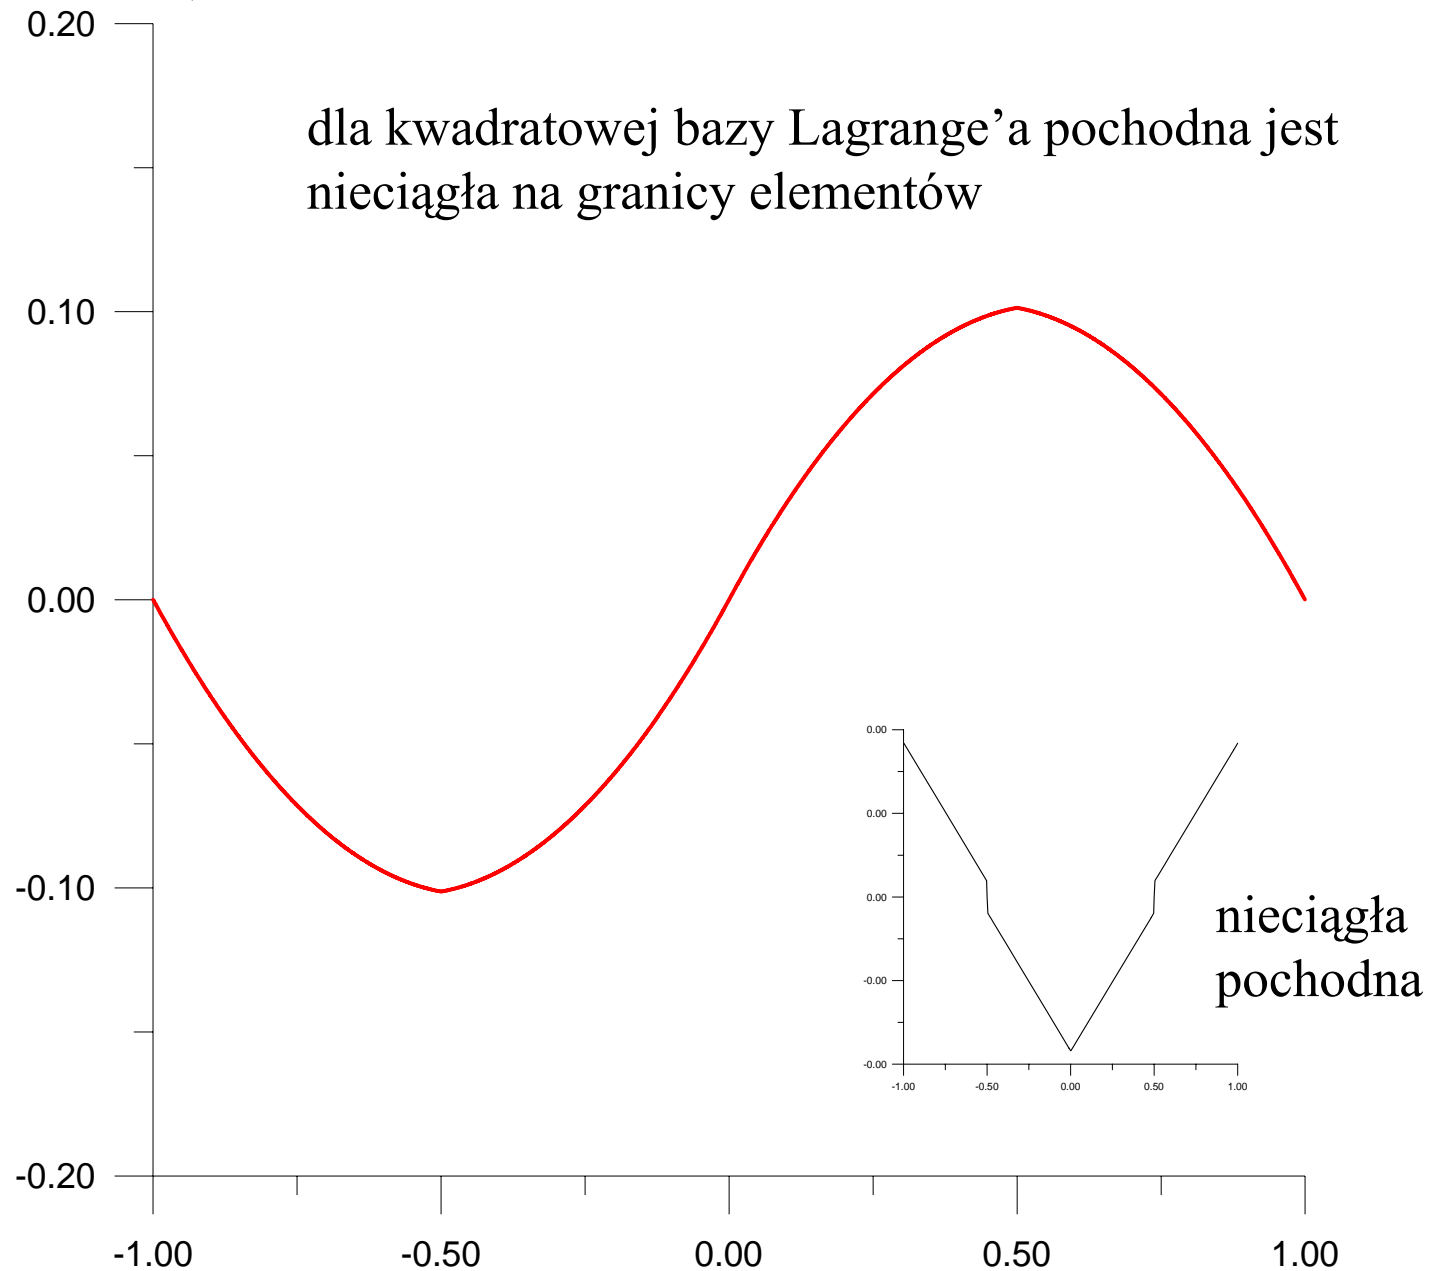 0.20
dla kwadratowej bazy Lagrange’a pochodna jest
nieciągła na granicy elementów
0.10
0.00
-0.10
-0.20
-1.00 -0.50 0.00 0.50 1.00
0.00
0.00
0.00
-0.00
-0.00
-1.00 -0.50 0.00 0.50 1.00
nieciągła
pochodna